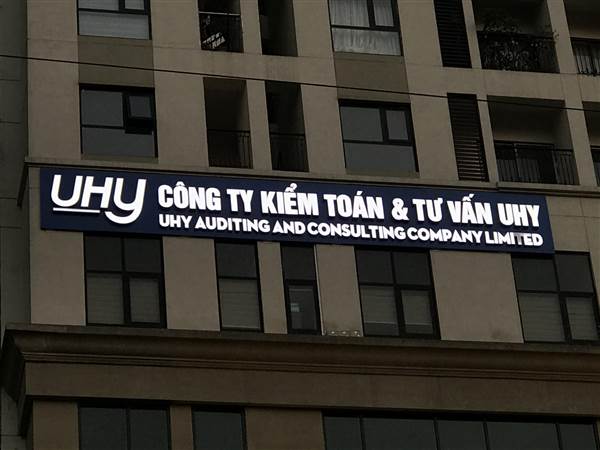 UHY
CÔNG TY KIỂM TOÁN & TƯ VẤN UHY
UHY AUDITING AND CONSULTING COMPANY LIMITED